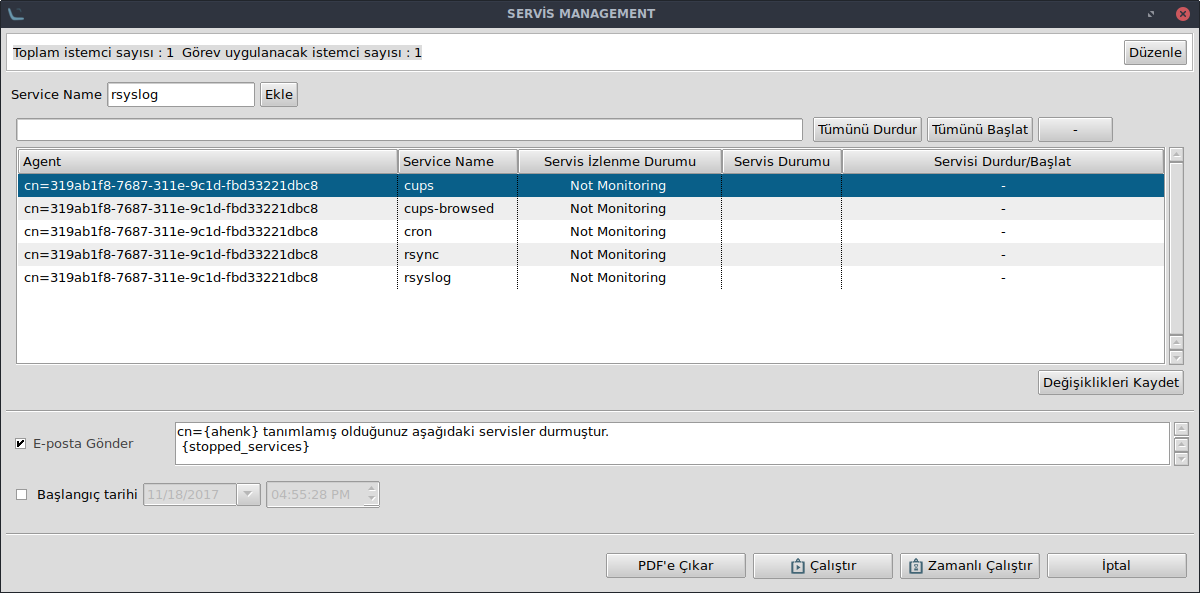 SERVİS MANAGEMENT
Toplam istemci sayısı : 1  Görev uygulanacak istemci sayısı : 1
Düzenle
Service Name rsyslog Ekle
Tümünü Durdur Tümünü Başlat -
Agent Service Name Servis İzlenme Durumu Servis Durumu Servisi Durdur/Başlat
cn=319ab1f8-7687-311e-9c1d-fbd33221dbc8 cups Not Monitoring -
cn=319ab1f8-7687-311e-9c1d-fbd33221dbc8 cups-browsed Not Monitoring -
cn=319ab1f8-7687-311e-9c1d-fbd33221dbc8 cron Not Monitoring -
cn=319ab1f8-7687-311e-9c1d-fbd33221dbc8 rsync Not Monitoring -
cn=319ab1f8-7687-311e-9c1d-fbd33221dbc8 rsyslog Not Monitoring -
Değişiklikleri Kaydet
E-posta Gönder
cn={ahenk} tanımlamış olduğunuz aşağıdaki servisler durmuştur.
{stopped_services}
Başlangıç tarihi 11/18/2017 04:55:28 PM
PDF'e Çıkar Çalıştır Zamanlı Çalıştır İptal